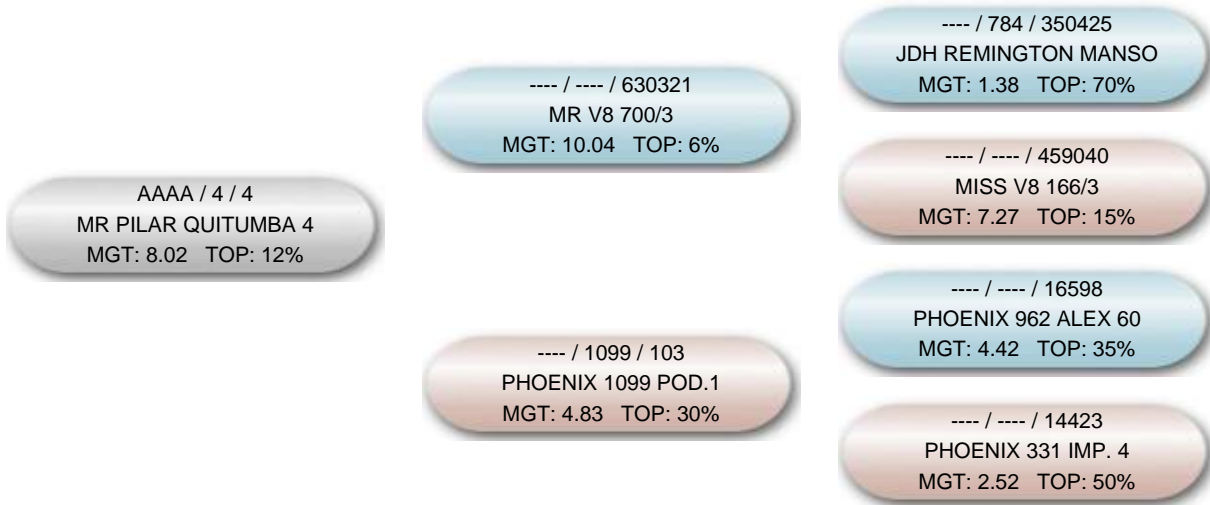 AAAA / 4 / 4
MR PILAR QUITUMBA 4
MGT: 8.02 TOP: 12%
---- / ---- / 630321
MR V8 700/3
MGT: 10.04 TOP: 6%
---- / 1099 / 103
PHOENIX 1099 POD.1
MGT: 4.83 TOP: 30%
---- / 784 / 350425
JDH REMINGTON MANSO
MGT: 1.38 TOP: 70%
---- / ---- / 459040
MISS V8 166/3
MGT: 7.27 TOP: 15%
---- / ---- / 16598
PHOENIX 962 ALEX 60
MGT: 4.42 TOP: 35%
---- / ---- / 14423
PHOENIX 331 IMP. 4
MGT: 2.52 TOP: 50%